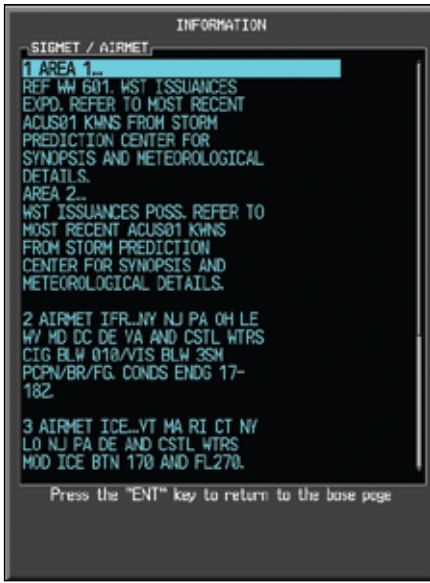 INFORMATION
SIGMET / AIRMET
1 AREA 1...
REF WW 601. WST ISSUANCES
EXPD. REFER TO MOST RECENT
ACUS01 KWNS FROM STORM
PREDICTION CENTER FOR
SYNOPSIS AND METEOROLOGICAL
DETAILS.
AREA 2...
WST ISSUANCES POSS. REFER TO
MOST RECENT ACUS01 KWNS
FROM STORM PREDICTION
CENTER FOR SYNOPSIS AND
METEOROLOGICAL DETAILS.
2 AIRMET IFR...NY NJ PA OH LE
WV MD DC DE VA AND CSTL WTRS
CIG BLW 010/VIS BLW 3SM
PCPN/BR/FG. CONDS ENDG 17-
18Z.
3 AIRMET ICE...VT MA RI CT NY
LO NJ PA DE AND CSTL WTRS
MOD ICE BTN 170 AND FL270.
Press the "ENT" key to return to the base page